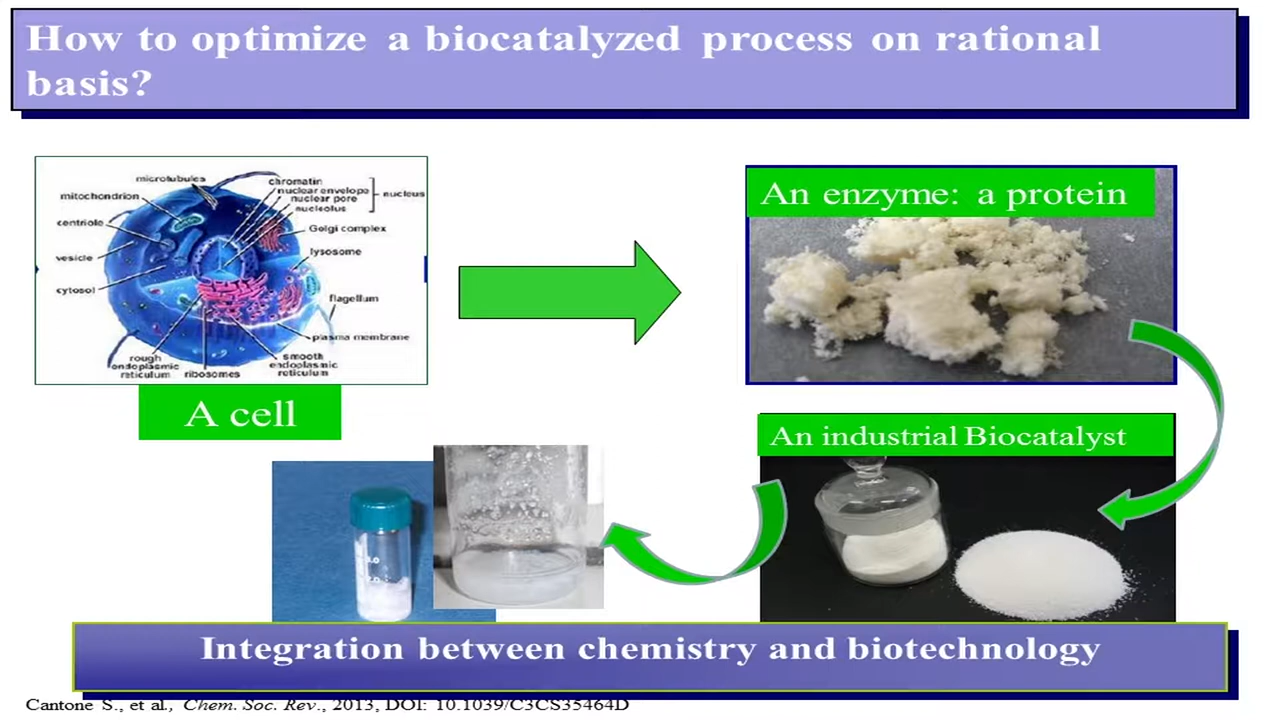 How to optimize a biocatalyzed process on rational
basis?
microtubules
mitochondrion
centriole
vesicle
cytosol
chromatin
nuclear envelope
nuclear pore
nucleolus
nucleus
Golgi complex
lysosome
flagellum
plasma membrane
rough
endoplasmic
reticulum
ribosomes
smooth
endoplasmic
reticulum
A cell
An enzyme: a protein
An industrial Biocatalyst
Integration between chemistry and biotechnology
Cantone S., et al., Chem. Soc. Rev., 2013, DOI: 10.1039/C3CS35464D